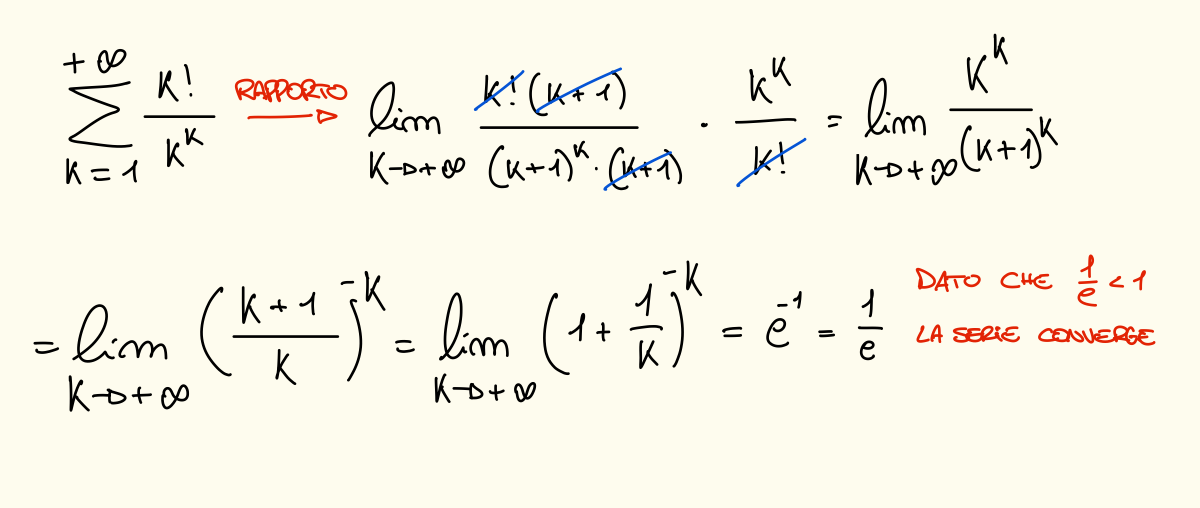 $\sum_{k=1}^{+\infty} \frac{k!}{k^k}$ RAPPORTO → $\lim_{k \to +\infty} \frac{k!(k+1)}{(k+1)^k \cdot (k+1)} \cdot \frac{k^k}{k!} = \lim_{k \to +\infty} \frac{k^k}{(k+1)^k}$
$= \lim_{k \to +\infty} \left(\frac{k+1}{k}\right)^{-k} = \lim_{k \to +\infty} \left(1 + \frac{1}{k}\right)^{-k} = e^{-1} = \frac{1}{e}$
DATO CHE $\frac{1}{e} < 1$
LA SERIE CONVERGE